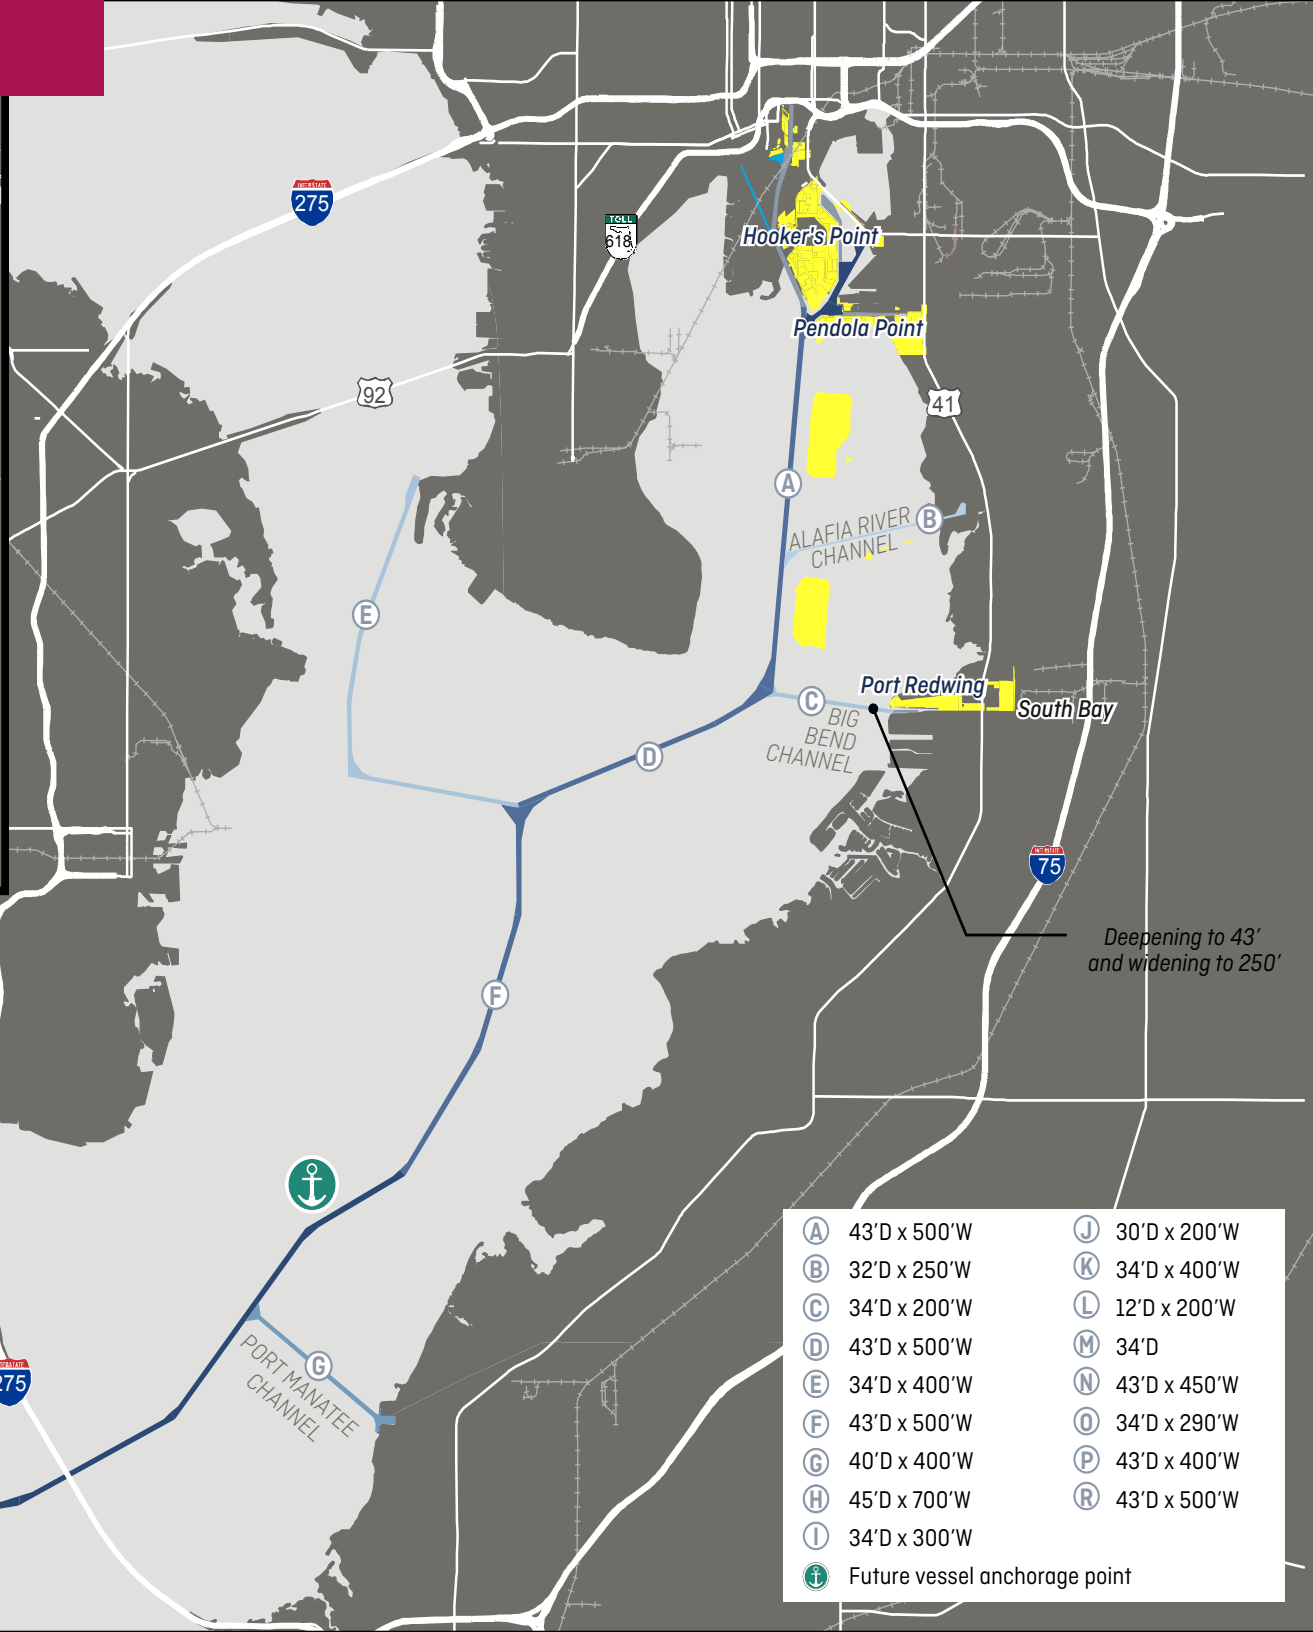 INTERSTATE
275
TOLL
618
Hooker's Point
Pendola Point
92
41
A
ALAFIA RIVER
CHANNEL
B
E
Port Redwing
C
South Bay
BIG
BEND
CHANNEL
D
INTERSTATE
75
Deepening to 43'
and widening to 250'
F
PORT MANATEE
CHANNEL
G
275
A 43'D x 500'W
B 32'D x 250'W
C 34'D x 200'W
D 43'D x 500'W
E 34'D x 400'W
F 43'D x 500'W
G 40'D x 400'W
H 45'D x 700'W
I 34'D x 300'W
J 30'D x 200'W
K 34'D x 400'W
L 12'D x 200'W
M 34'D
N 43'D x 450'W
O 34'D x 290'W
P 43'D x 400'W
R 43'D x 500'W
Future vessel anchorage point